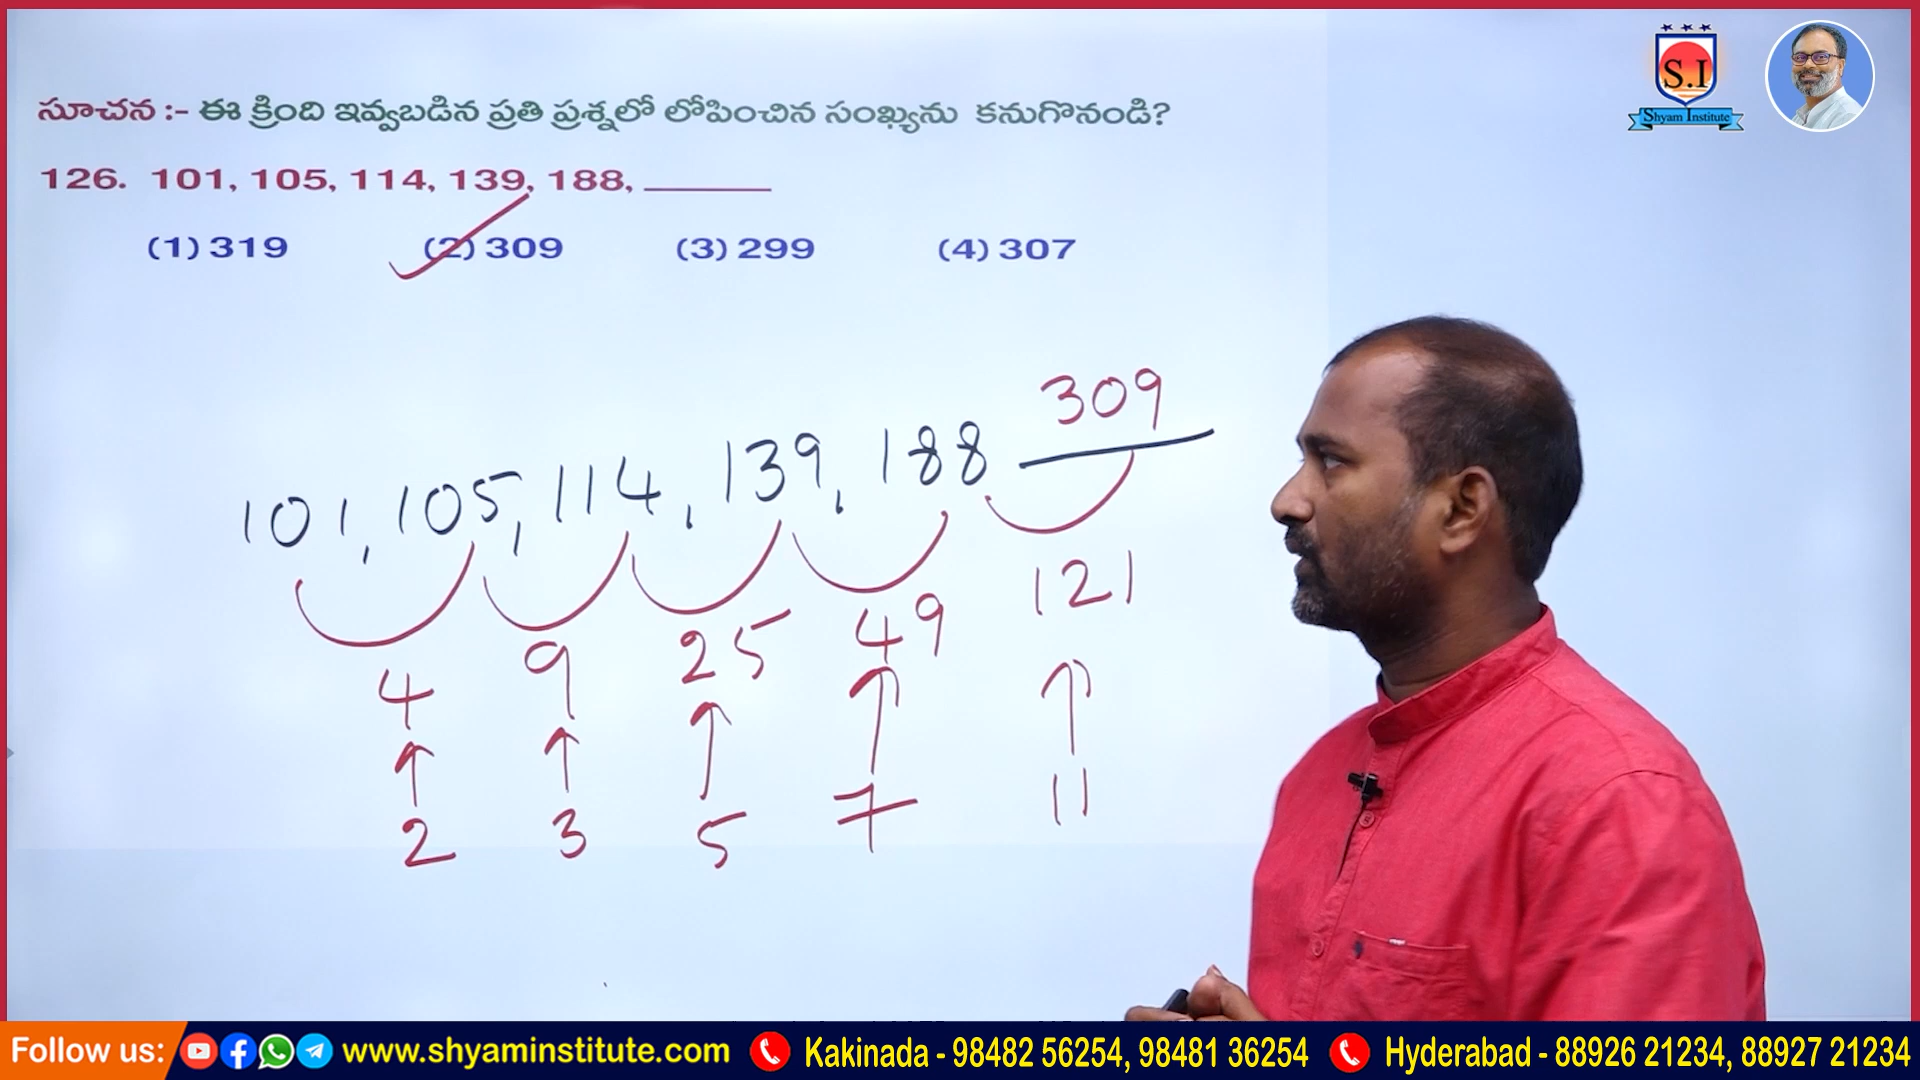 S.I
Shyam Institute
సూచన :- ఈ క్రింది ఇవ్వబడిన ప్రతి ప్రశ్నలో లోపించిన సంఖ్యను కనుగొనండి?
126. 101, 105, 114, 139, 188, ________
(1) 319 (2) 309 (3) 299 (4) 307
309
101, 105, 114, 139, 188
4 9 25 49 121
2 3 5 7 11
Follow us: www.shyaminstitute.com Kakinada - 98482 56254, 98481 36254 Hyderabad - 88926 21234, 88927 21234